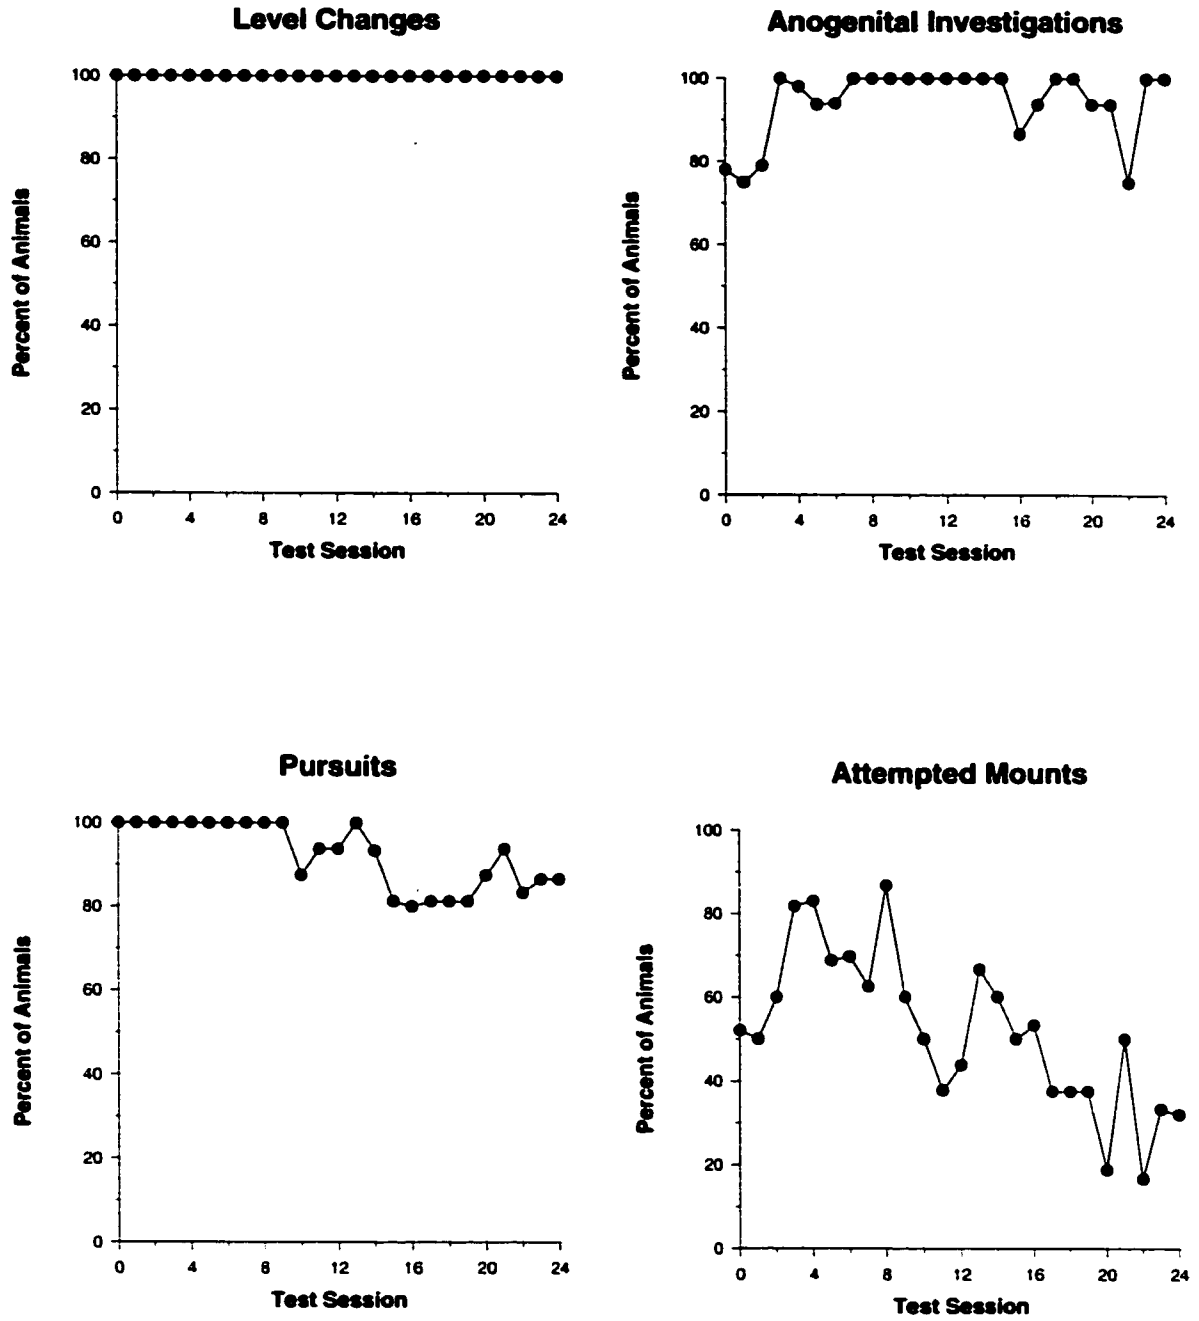 Level Changes
Percent of Animals
100
80
60
40
20
0
0 4 8 12 16 20 24
Test Session
Anogenital Investigations
Percent of Animals
100
80
60
40
20
0
0 4 8 12 16 20 24
Test Session
Pursuits
Percent of Animals
100
80
60
40
20
0
0 4 8 12 16 20 24
Test Session
Attempted Mounts
Percent of Animals
100
80
60
40
20
0
0 4 8 12 16 20 24
Test Session